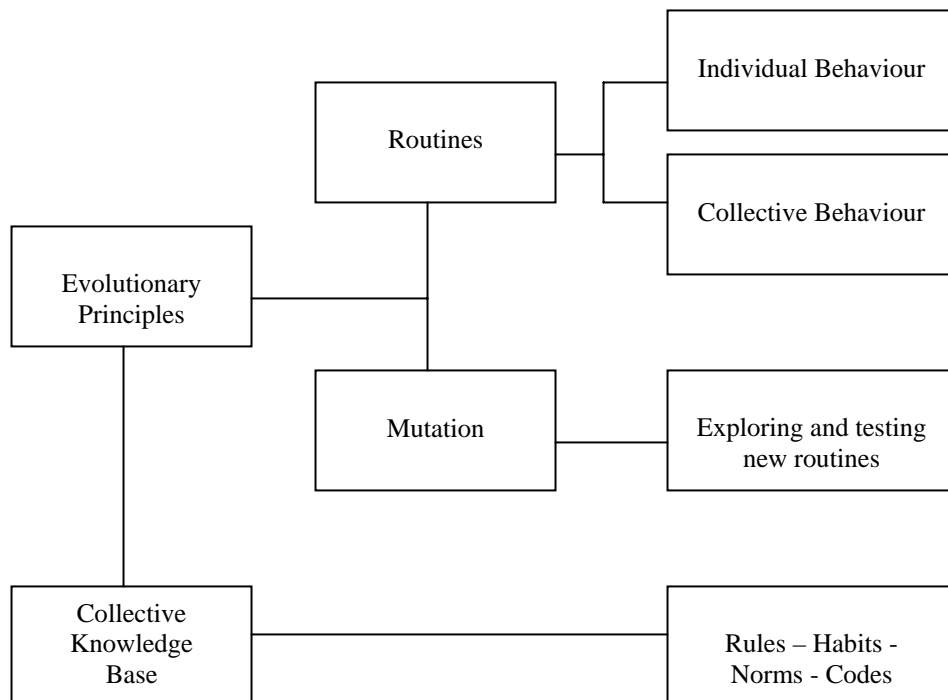 Individual Behaviour
Routines
Collective Behaviour
Evolutionary
Principles
Mutation
Exploring and testing
new routines
Collective
Knowledge
Base
Rules – Habits -
Norms - Codes